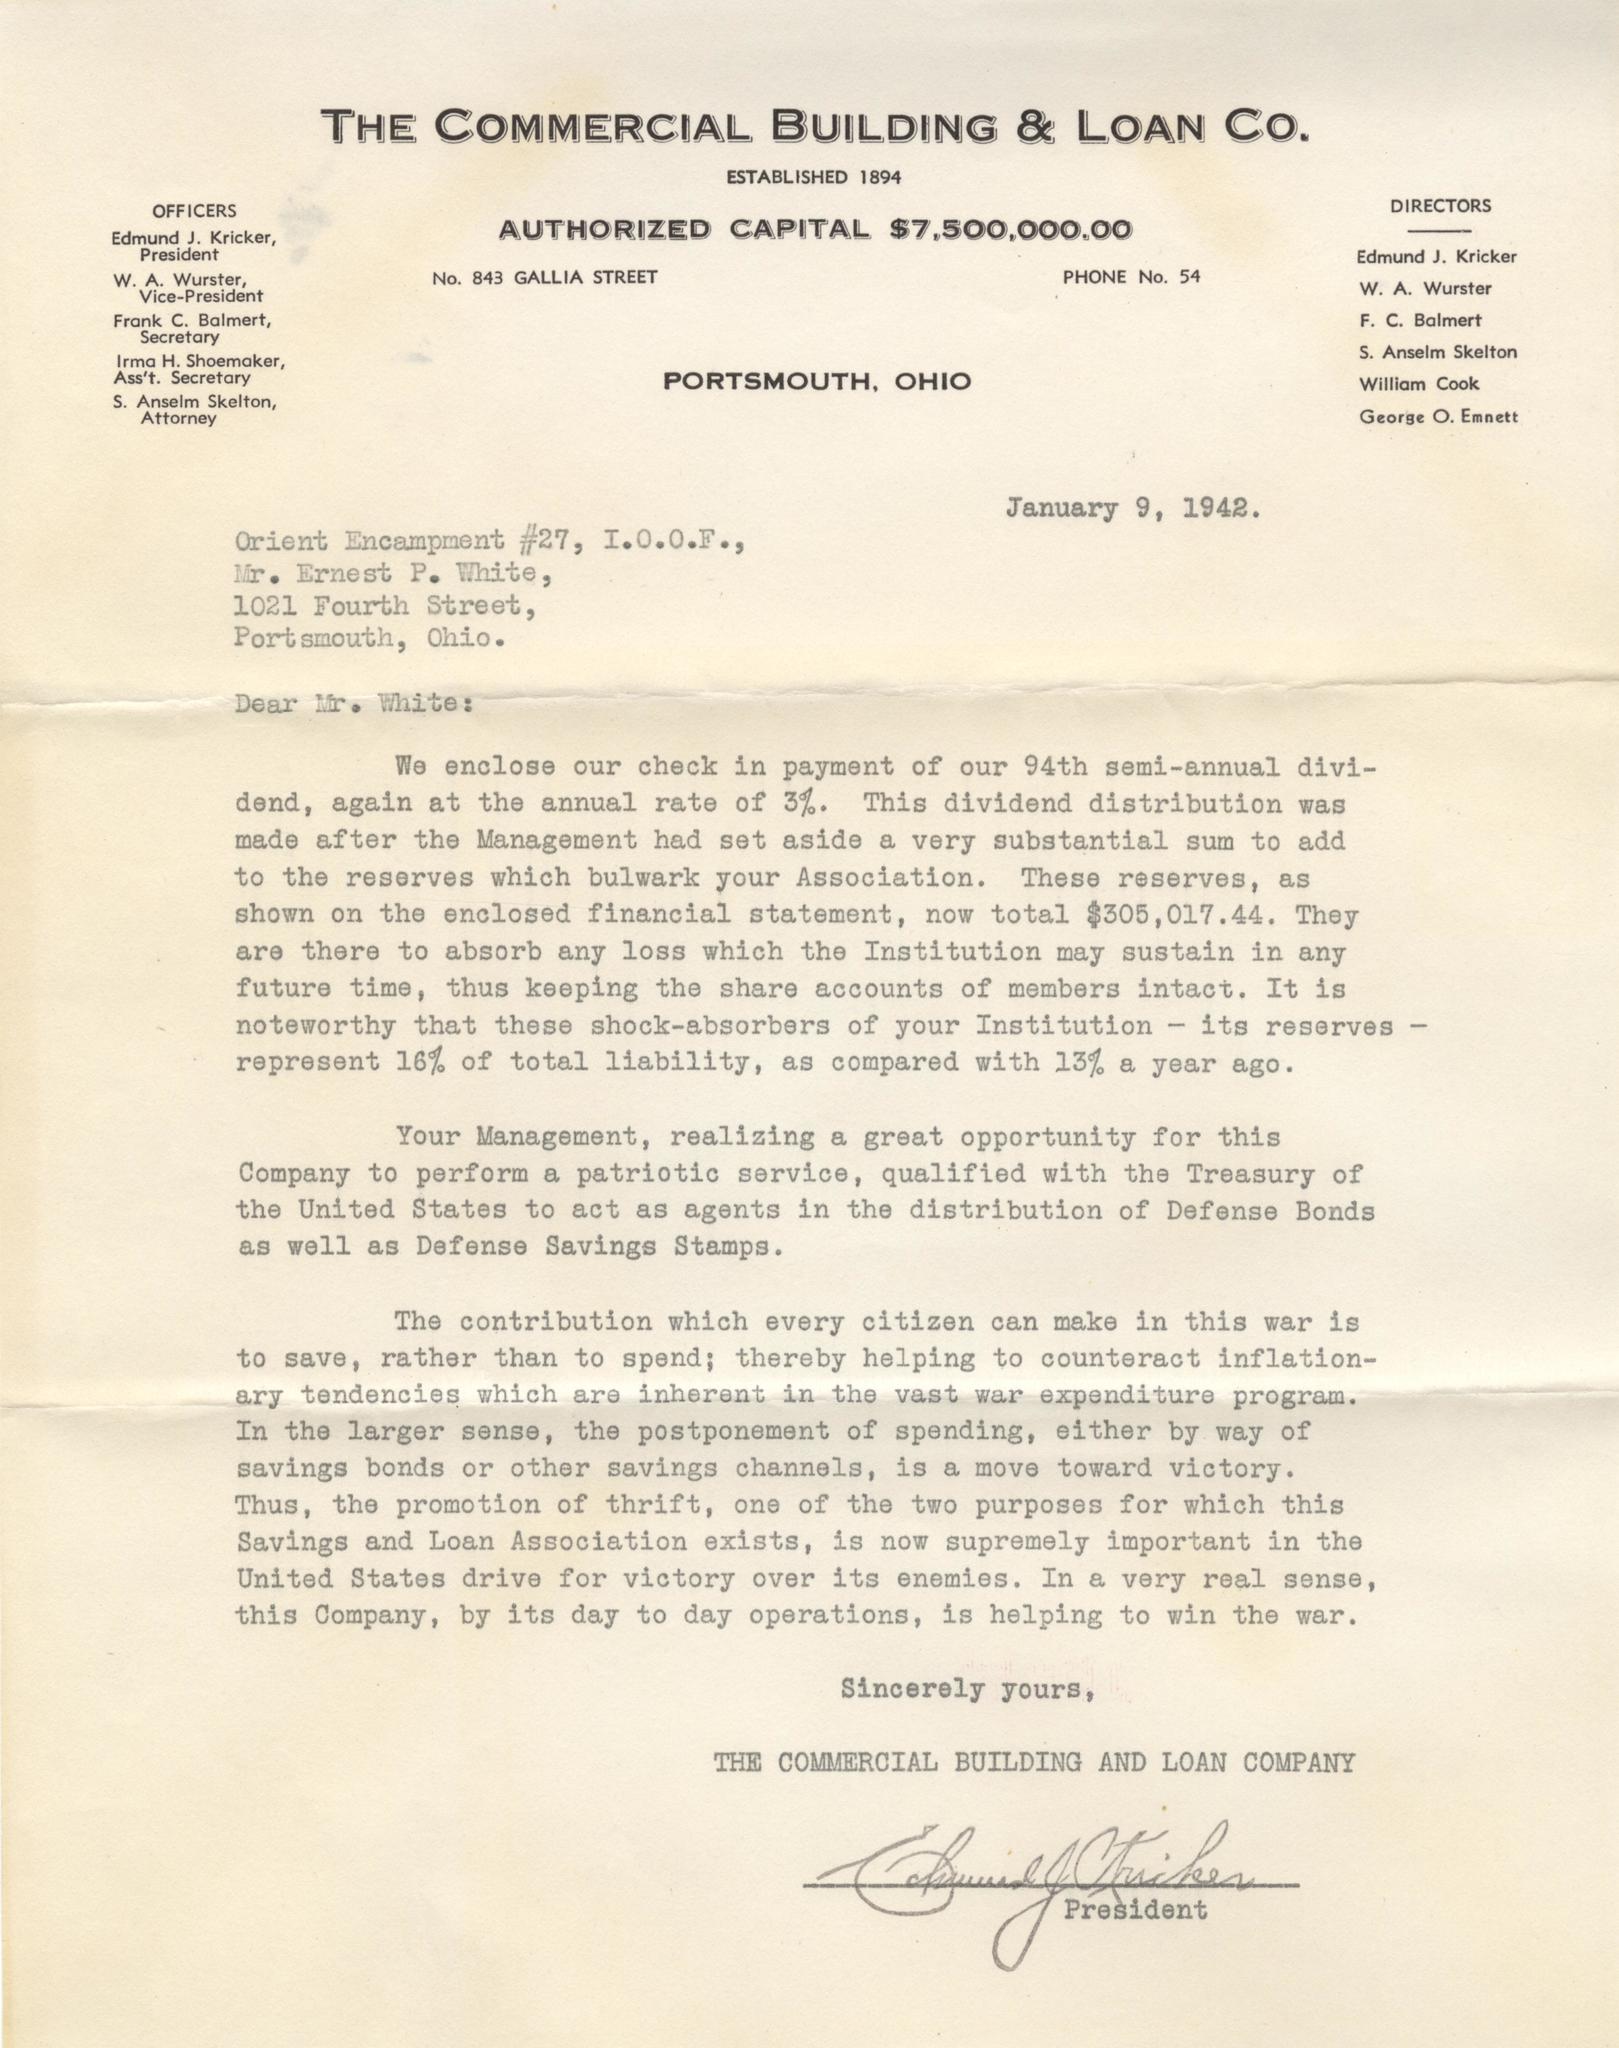 THE COMMERCIAL BUILDING & LOAN CO.
ESTABLISHED 1894
AUTHORIZED CAPITAL $7,500,000.00
No. 843 GALLIA STREET
PHONE No. 54
PORTSMOUTH, OHIO
OFFICERS
Edmund J. Kricker,
President
W. A. Wurster,
Vice-President
Frank C. Balmert,
Secretary
Irma H. Shoemaker,
Ass't. Secretary
S. Anselm Skelton,
Attorney
DIRECTORS
Edmund J. Kricker
W. A. Wurster
F. C. Balmert
S. Anselm Skelton
William Cook
George O. Emnett
January 9, 1942.
Orient Encampment #27, I.O.O.F.,
Mr. Ernest P. White,
1021 Fourth Street,
Portsmouth, Ohio.
Dear Mr. White:
We enclose our check in payment of our 94th semi-annual divi-
dend, again at the annual rate of 3%. This dividend distribution was
made after the Management had set aside a very substantial sum to add
to the reserves which bulwark your Association. These reserves, as
shown on the enclosed financial statement, now total $305,017.44. They
are there to absorb any loss which the Institution may sustain in any
future time, thus keeping the share accounts of members intact. It is
noteworthy that these shock-absorbers of your Institution - its reserves -
represent 16% of total liability, as compared with 13% a year ago.
Your Management, realizing a great opportunity for this
Company to perform a patriotic service, qualified with the Treasury of
the United States to act as agents in the distribution of Defense Bonds
as well as Defense Savings Stamps.
The contribution which every citizen can make in this war is
to save, rather than to spend; thereby helping to counteract inflation-
ary tendencies which are inherent in the vast war expenditure program.
In the larger sense, the postponement of spending, either by way of
savings bonds or other savings channels, is a move toward victory.
Thus, the promotion of thrift, one of the two purposes for which this
Savings and Loan Association exists, is now supremely important in the
United States drive for victory over its enemies. In a very real sense,
this Company, by its day to day operations, is helping to win the war.
Sincerely yours,
THE COMMERCIAL BUILDING AND LOAN COMPANY
Edmund J Kricker
President